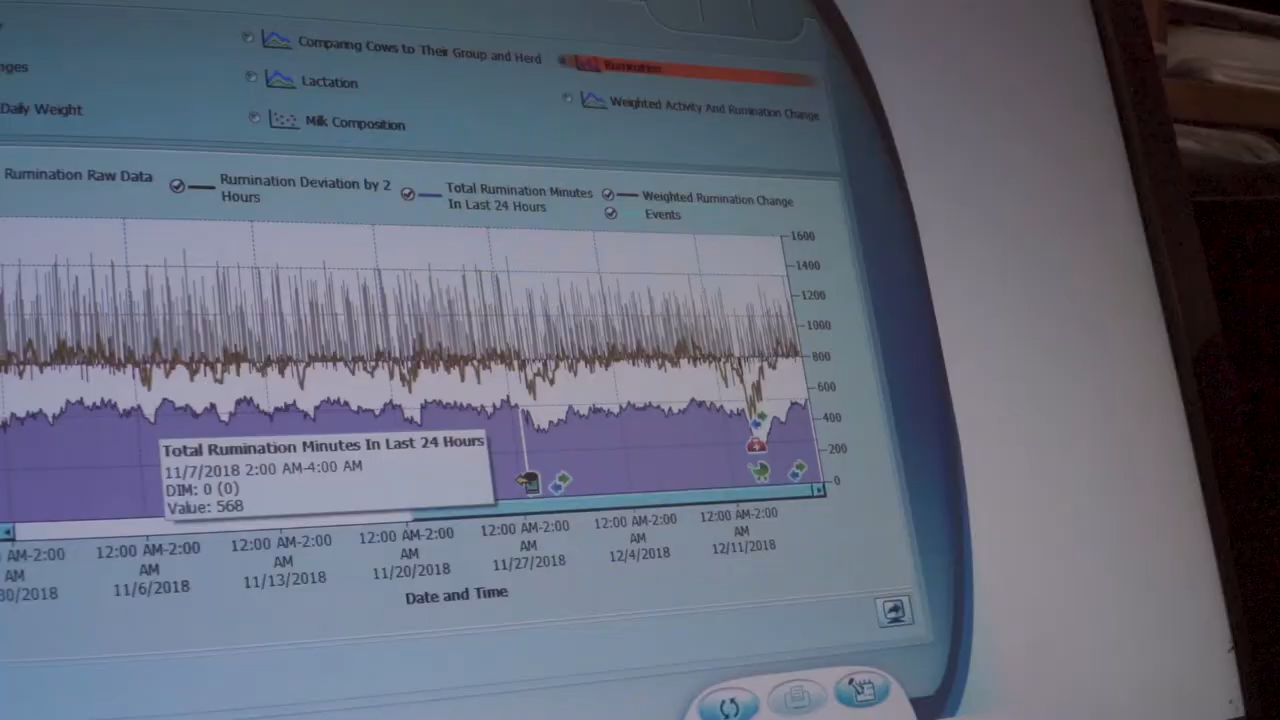 Comparing Cows to Their Group and Herd
Rumination
nges
Lactation
Weighted Activity And Rumination Change
Daily Weight
Milk Composition
Rumination Raw Data
Rumination Deviation by 2
Hours
Total Rumination Minutes
In Last 24 Hours
Weighted Rumination Change
Events
1600
1400
1200
1000
800
600
400
200
0
Total Rumination Minutes In Last 24 Hours
11/7/2018 2:00 AM-4:00 AM
DIM: 0 (0)
Value: 568
AM-2:00
AM
30/2018
12:00 AM-2:00
AM
11/6/2018
12:00 AM-2:00
AM
11/13/2018
12:00 AM-2:00
AM
11/20/2018
12:00 AM-2:00
AM
11/27/2018
12:00 AM-2:00
AM
12/4/2018
12:00 AM-2:00
AM
12/11/2018
Date and Time